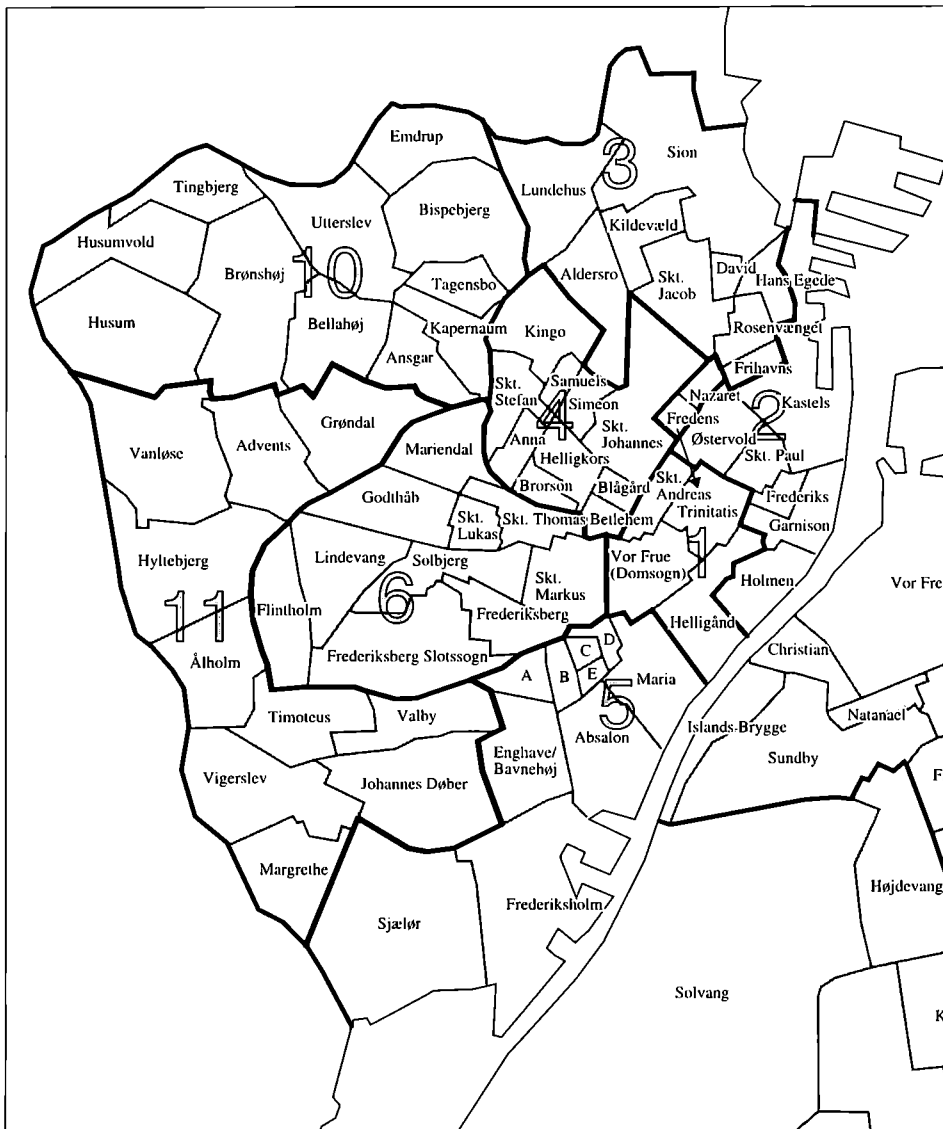 Emdrup
3
Sion
Tingbjerg
Lundehus
Utterslev
Bispebjerg
Kildevæld
Husumvold
10
Brønshøj
Tagensbo
Aldersro
Skt.
Jacob
David
Hans Egede
Husum
Bellahøj
Kapernaum
Kingo
Rosenvænget
Ansgar
Skt.
Stefan
Samuels
Simeon
4
Frihavns
Nazaret
Kastels
2
Fredens
Østervold
Vanløse
Advents
Grøndal
Mariendal
Anna
Skt.
Johannes
Helligkors
Skt. Paul
Godthåb
Brorson
Blågård
Skt.
Andreas
Trinitatis
Frederiks
Garnison
Skt.
Lukas
Skt. Thomas
Betlehem
Hyltebjerg
Lindevang
Solbjerg
Vor Frue
(Domsogn)
1
Holmen
Vor Fre
11
Flintholm
6
Skt.
Markus
Frederiksberg
Helligånd
Christian
Ålholm
Frederiksberg Slotssogn
A
B
C
D
E
Maria
5
Timoteus
Valby
Absalon
Islands-Brygge
Natanael
Enghave/
Bavnehøj
Sundby
Vigerslev
Johannes Døber
F
Margrethe
Højdevang
Frederiksholm
Sjælør
Solvang
K